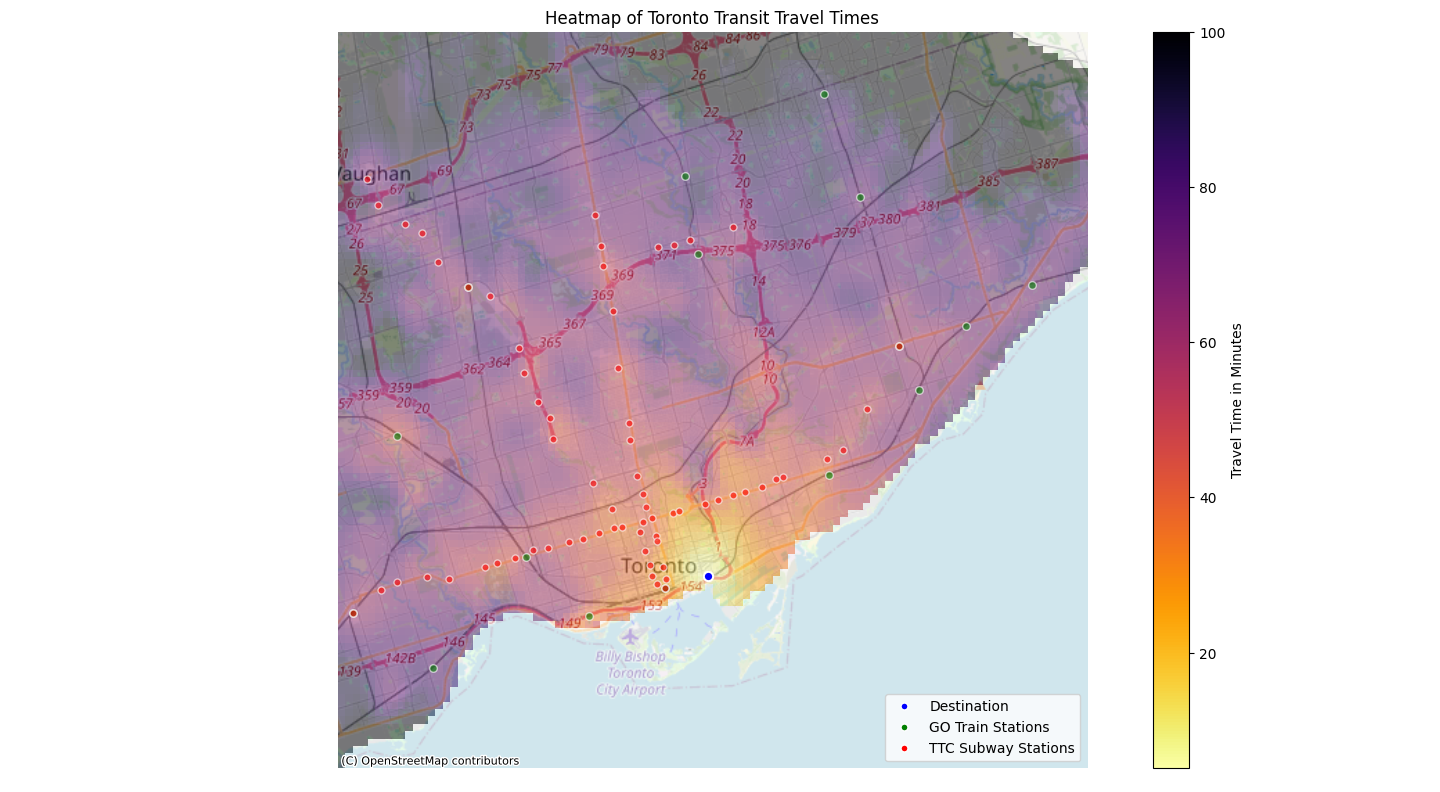 Heatmap of Toronto Transit Travel Times
79 79 83 84 84 86
77 26
75
75
73 22
73 22
20
69 20 387
Vaughan 67 385
67 18 381
27 18 380
26 371 375 375 376 379
25 369 14
25 369
367 12A
365
362 364 10
359 359 10
57 20 20
7A
3
1
Toronto
154
153
149
145
146
142B
139
Billy Bishop
Toronto
City Airport
(C) OpenStreetMap contributors
Destination
GO Train Stations
TTC Subway Stations
100
80
60
40
20
Travel Time in Minutes